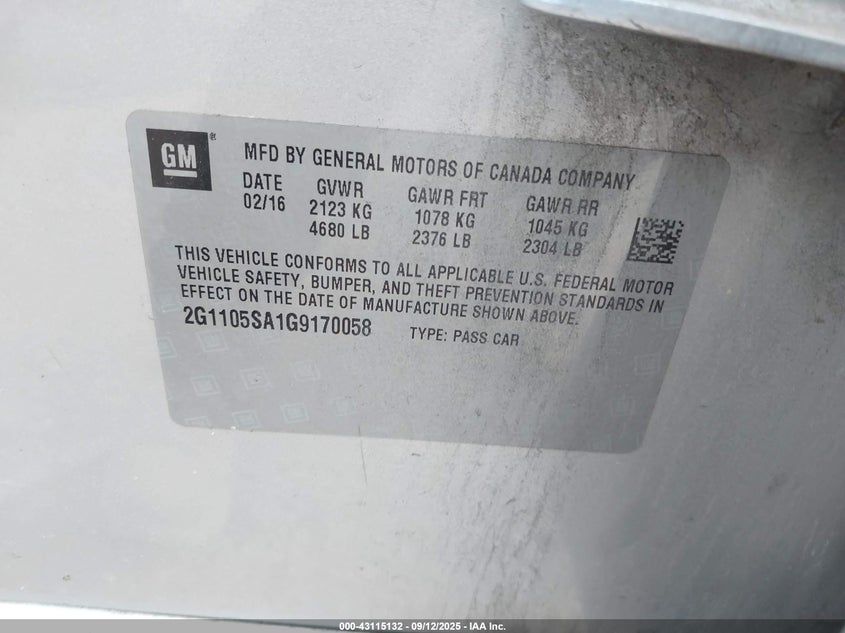 GM ®
MFD BY GENERAL MOTORS OF CANADA COMPANY
DATE GVWR GAWR FRT GAWR RR
02/16 2123 KG 1078 KG 1045 KG
4680 LB 2376 LB 2304 LB
THIS VEHICLE CONFORMS TO ALL APPLICABLE U.S. FEDERAL MOTOR
VEHICLE SAFETY, BUMPER, AND THEFT PREVENTION STANDARDS IN
EFFECT ON THE DATE OF MANUFACTURE SHOWN ABOVE.
2G1105SA1G9170058 TYPE: PASS CAR
000-43115132 - 09/12/2025 - IAA Inc.